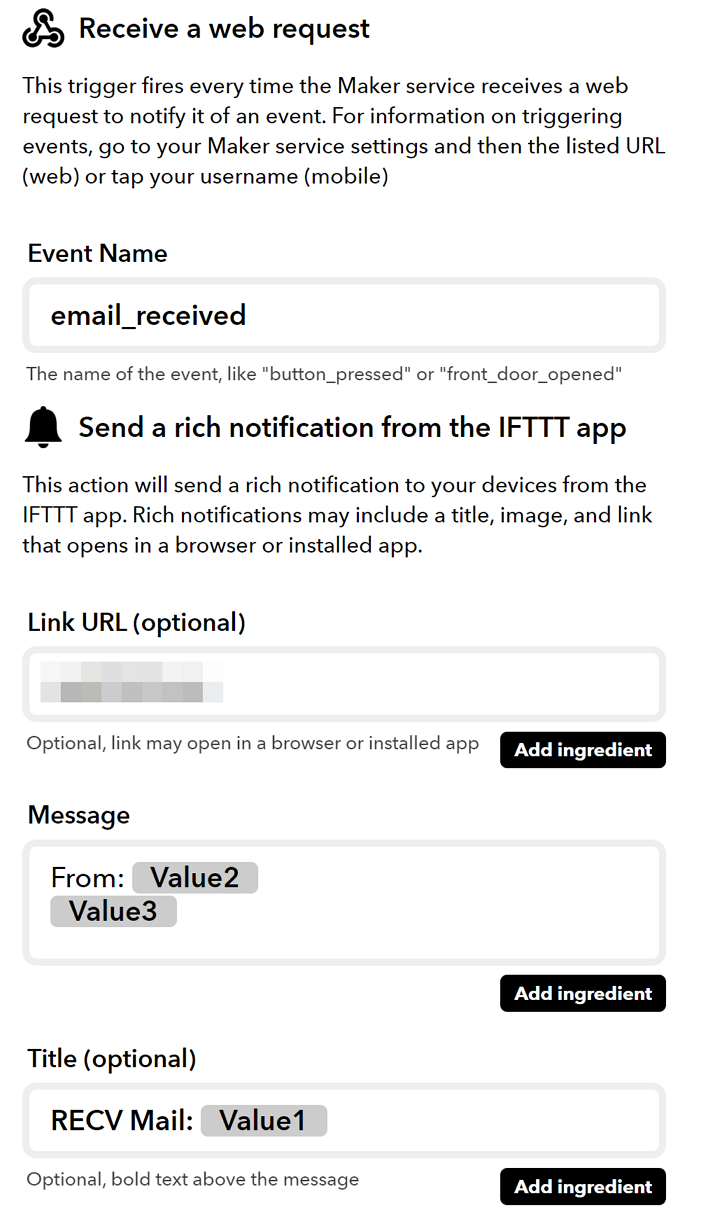 Receive a web request
This trigger fires every time the Maker service receives a web
request to notify it of an event. For information on triggering
events, go to your Maker service settings and then the listed URL
(web) or tap your username (mobile)
Event Name
email_received
The name of the event, like "button_pressed" or "front_door_opened"
Send a rich notification from the IFTTT app
This action will send a rich notification to your devices from the
IFTTT app. Rich notifications may include a title, image, and link
that opens in a browser or installed app.
Link URL (optional)
Optional, link may open in a browser or installed app
Add ingredient
Message
From: Value2
Value3
Add ingredient
Title (optional)
RECV Mail: Value1
Optional, bold text above the message
Add ingredient